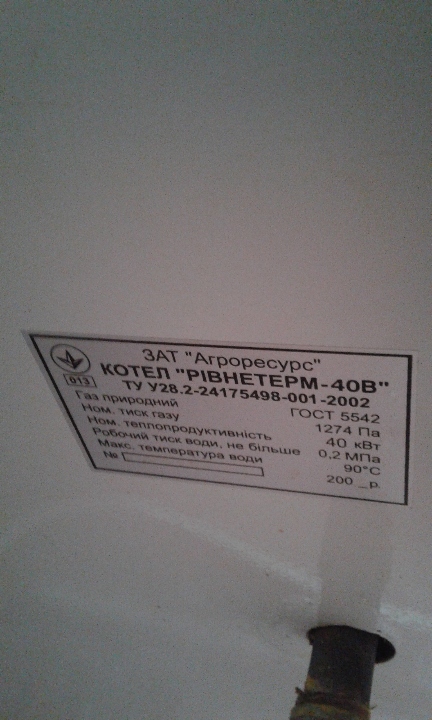 ЗАТ "Агроресурс"
КОТЕЛ "РІВНЕТЕРМ-40В"
013
ТУ У28.2-24175498-001-2002
Газ природний ГОСТ 5542
Ном. тиск газу 1274 Па
Ном. теплопродуктивність 40 кВт
Робочий тиск води, не більше 0,2 МПа
Макс. температура води 90°С
№ 200 _р.